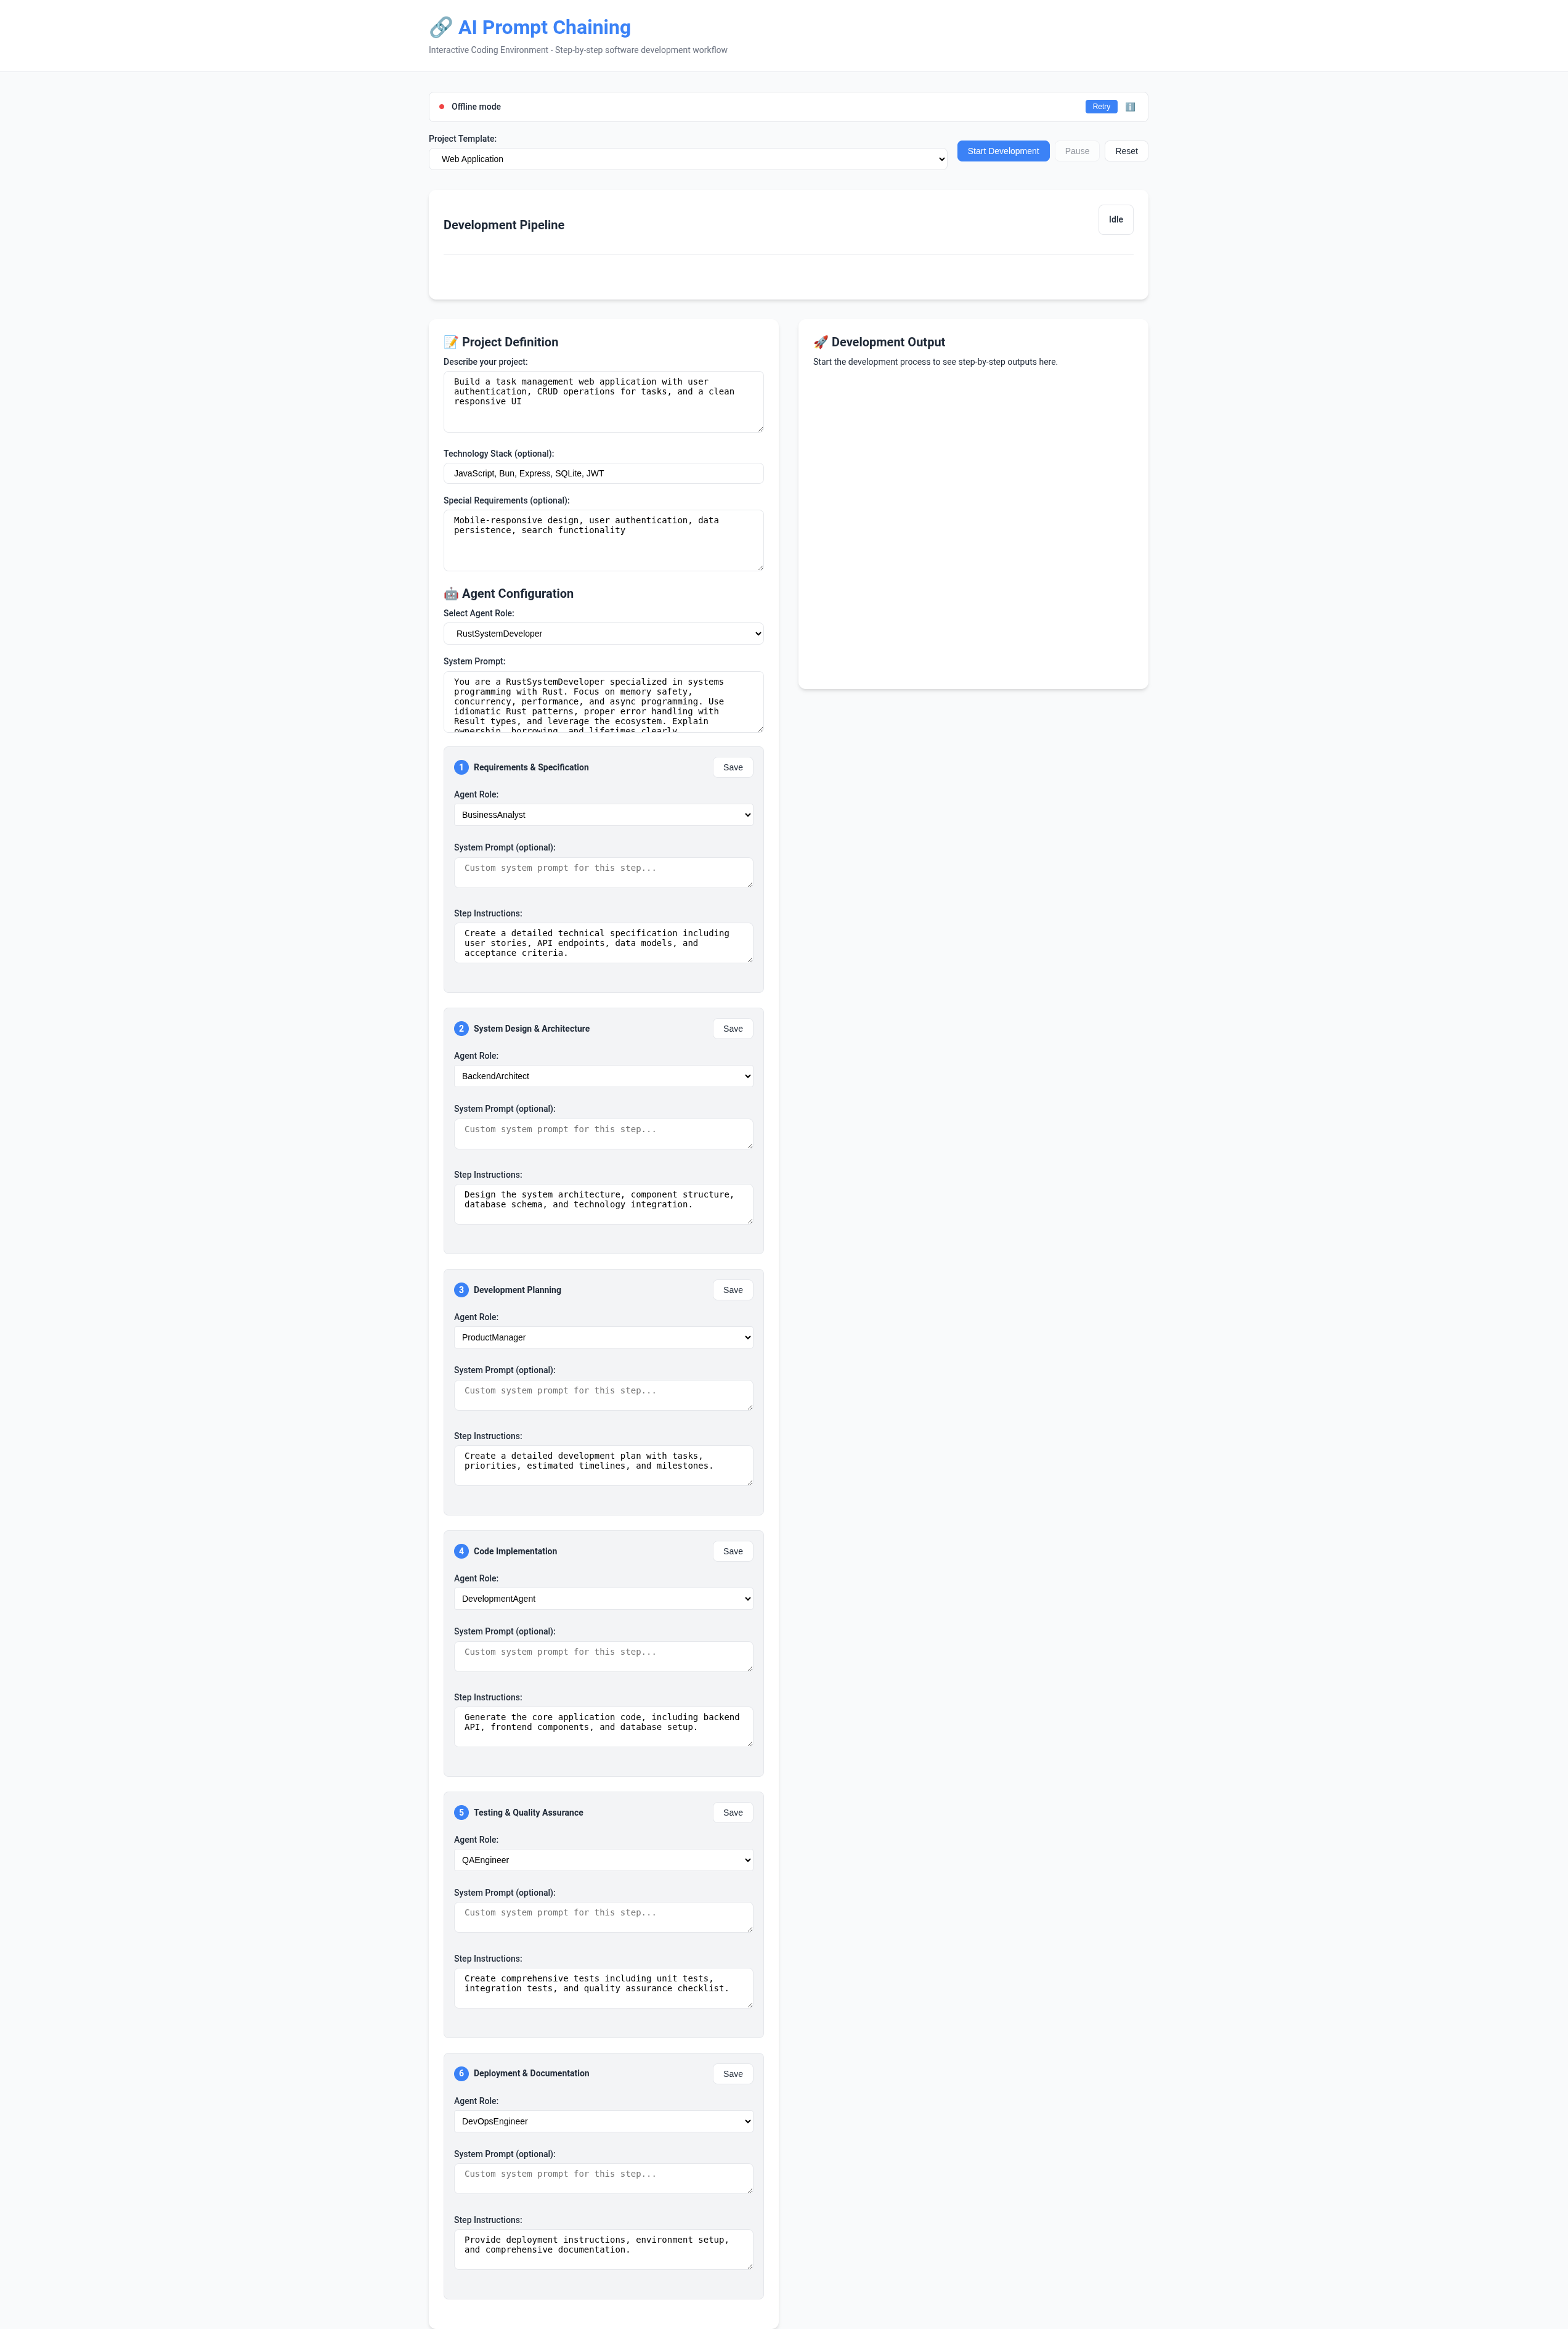 🔗 AI Prompt Chaining
Interactive Coding Environment - Step-by-step software development workflow
Offline mode
Retry
ℹ️
Project Template:
Web Application
Start Development
Pause
Reset
Development Pipeline
Idle
📝 Project Definition
Describe your project:
Build a task management web application with user
authentication, CRUD operations for tasks, and a clean
responsive UI
Technology Stack (optional):
JavaScript, Bun, Express, SQLite, JWT
Special Requirements (optional):
Mobile-responsive design, user authentication, data
persistence, search functionality
🤖 Agent Configuration
Select Agent Role:
RustSystemDeveloper
System Prompt:
You are a RustSystemDeveloper specialized in systems
programming with Rust. Focus on memory safety,
concurrency, performance, and async programming. Use
idiomatic Rust patterns, proper error handling with
Result types, and leverage the ecosystem. Explain
ownership, borrowing, and lifetimes clearly.
1 Requirements & Specification
Save
Agent Role:
BusinessAnalyst
System Prompt (optional):
Custom system prompt for this step...
Step Instructions:
Create a detailed technical specification including
user stories, API endpoints, data models, and
acceptance criteria.
2 System Design & Architecture
Save
Agent Role:
BackendArchitect
System Prompt (optional):
Custom system prompt for this step...
Step Instructions:
Design the system architecture, component structure,
database schema, and technology integration.
3 Development Planning
Save
Agent Role:
ProductManager
System Prompt (optional):
Custom system prompt for this step...
Step Instructions:
Create a detailed development plan with tasks,
priorities, estimated timelines, and milestones.
4 Code Implementation
Save
Agent Role:
DevelopmentAgent
System Prompt (optional):
Custom system prompt for this step...
Step Instructions:
Generate the core application code, including backend
API, frontend components, and database setup.
5 Testing & Quality Assurance
Save
Agent Role:
QAEngineer
System Prompt (optional):
Custom system prompt for this step...
Step Instructions:
Create comprehensive tests including unit tests,
integration tests, and quality assurance checklist.
6 Deployment & Documentation
Save
Agent Role:
DevOpsEngineer
System Prompt (optional):
Custom system prompt for this step...
Step Instructions:
Provide deployment instructions, environment setup,
and comprehensive documentation.
🚀 Development Output
Start the development process to see step-by-step outputs here.